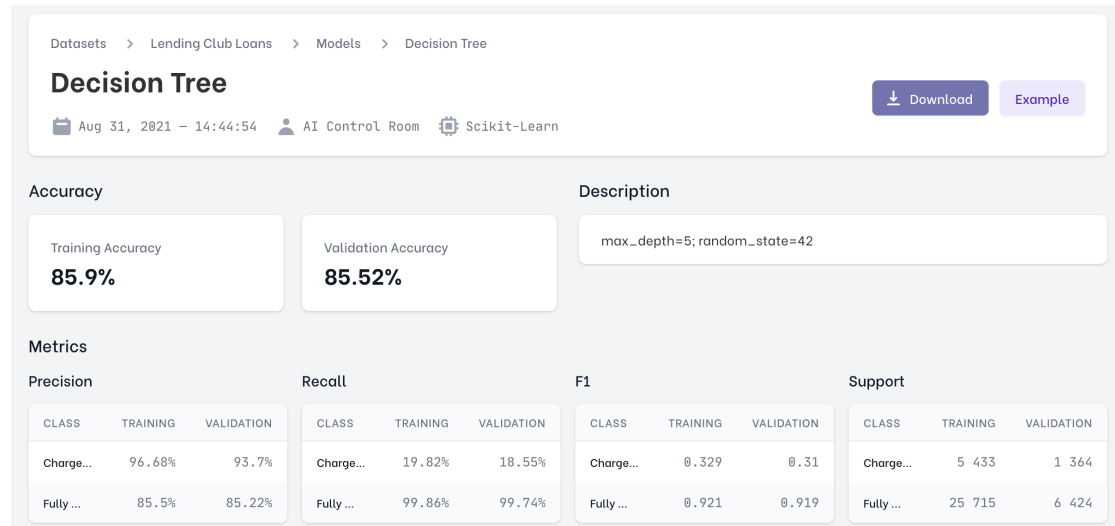 Datasets > Lending Club Loans > Models > Decision Tree
Decision Tree
Download Example
Aug 31, 2021 — 14:44:54 AI Control Room Scikit-Learn
Accuracy Description
Training Accuracy Validation Accuracy max_depth=5; random_state=42
85.9% 85.52%
Metrics
Precision Recall F1 Support
CLASS TRAINING VALIDATION CLASS TRAINING VALIDATION CLASS TRAINING VALIDATION CLASS TRAINING VALIDATION
Charge... 96.68% 93.7% Charge... 19.82% 18.55% Charge... 0.329 0.31 Charge... 5 433 1 364
Fully ... 85.5% 85.22% Fully ... 99.86% 99.74% Fully ... 0.921 0.919 Fully ... 25 715 6 424